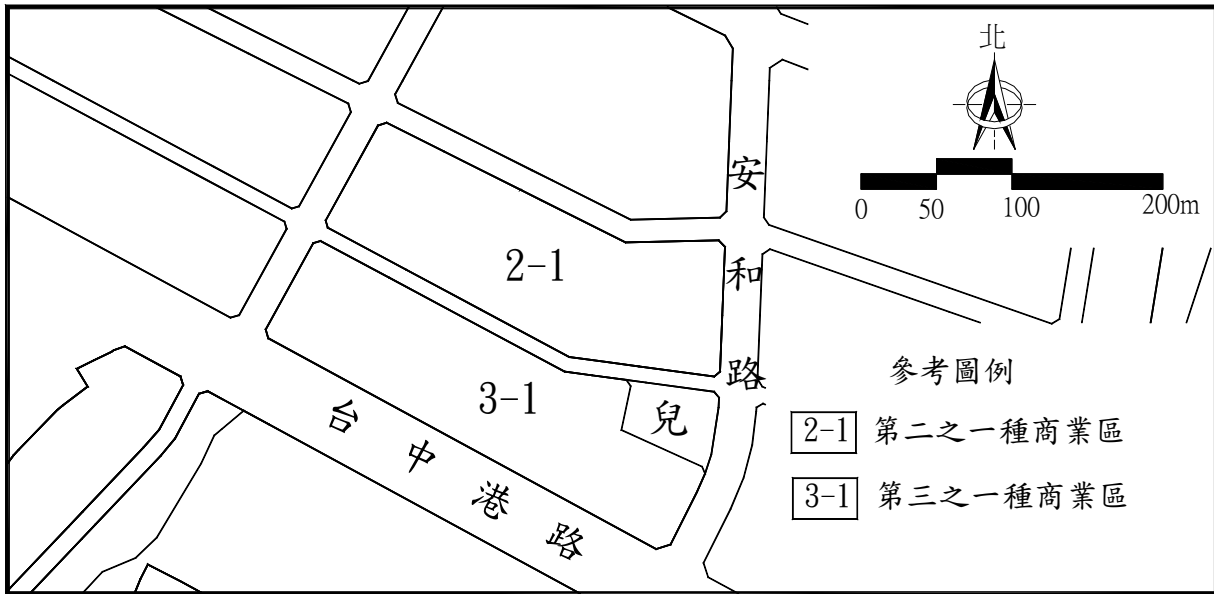 北
0 50 100 200m
安和路
2-1
3-1
兒
台中港路
參考圖例
2-1 第二之一種商業區
3-1 第三之一種商業區